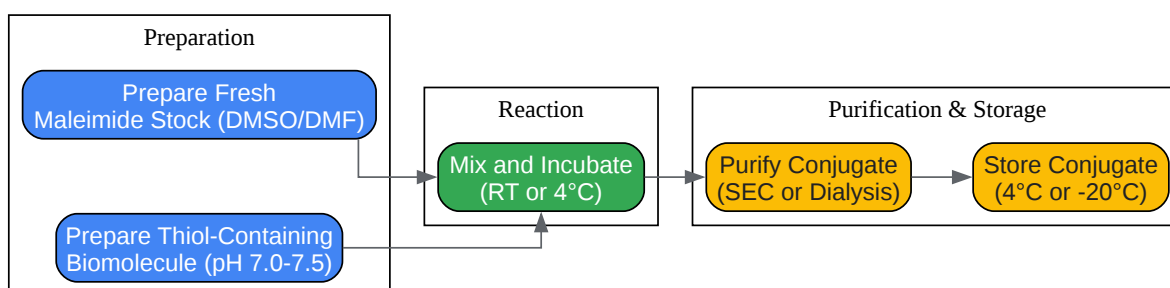 Preparation
Prepare Fresh
Maleimide Stock (DMSO/DMF)
Prepare Thiol-Containing
Biomolecule (pH 7.0-7.5)
Reaction
Mix and Incubate
(RT or 4°C)
Purification & Storage
Purify Conjugate
(SEC or Dialysis)
Store Conjugate
(4°C or -20°C)